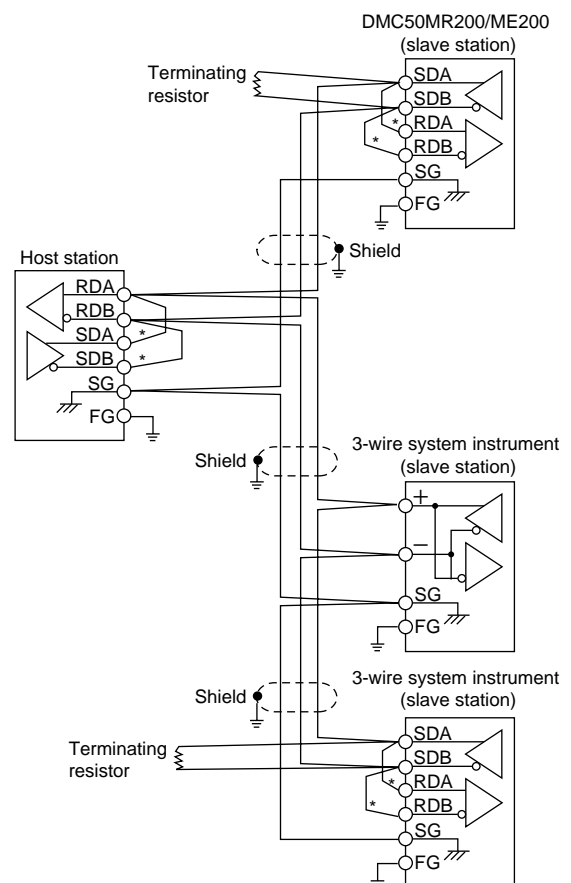 DMC50MR200/ME200
(slave station)
Terminating
resistor
SDA
SDB
*
RDA
*
RDB
SG
FG
Shield
Host station
RDA
RDB
SDA
*
SDB
*
SG
FG
3-wire system instrument
(slave station)
Shield
+
−
SG
FG
3-wire system instrument
(slave station)
Shield
SDA
Terminating
resistor
SDB
*
RDA
*
RDB
SG
FG